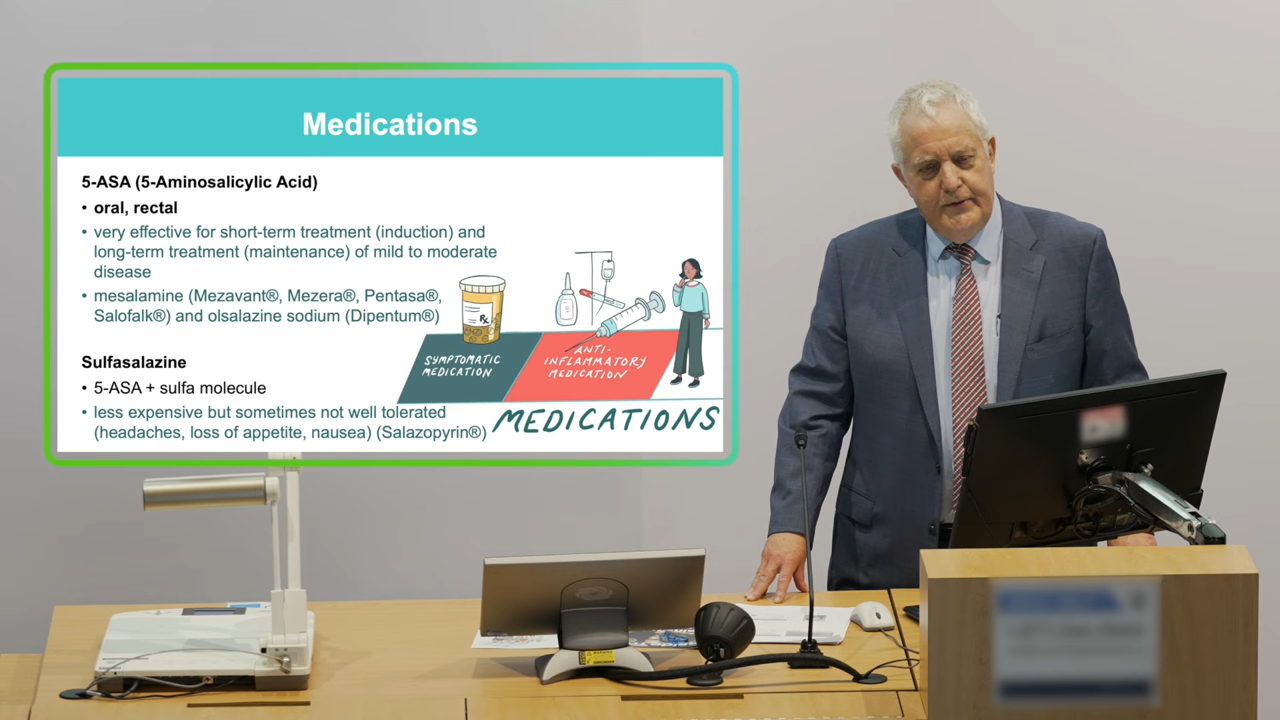 Medications
5-ASA (5-Aminosalicylic Acid)
• oral, rectal
• very effective for short-term treatment (induction) and
long-term treatment (maintenance) of mild to moderate
disease
• mesalamine (Mezavant®, Mezera®, Pentasa®,
Salofalk®) and olsalazine sodium (Dipentum®)
Sulfasalazine
• 5-ASA + sulfa molecule
• less expensive but sometimes not well tolerated
(headaches, loss of appetite, nausea) (Salazopyrin®)
Rx
SYMPTOMATIC
MEDICATION
ANTI-
INFLAMMATORY
MEDICATION
MEDICATIONS